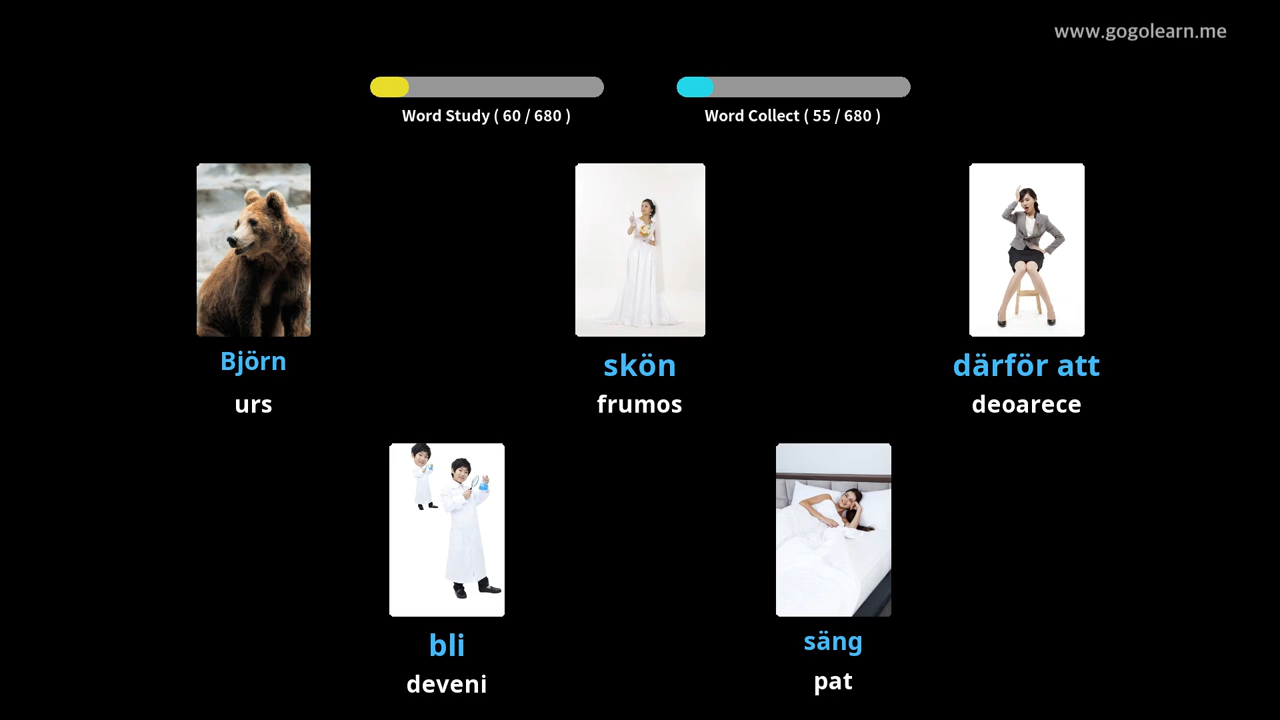 www.gogolearn.me
Word Study ( 60 / 680 )
Word Collect ( 55 / 680 )
Björn
urs
skön
frumos
därför att
deoarece
bli
deveni
säng
pat